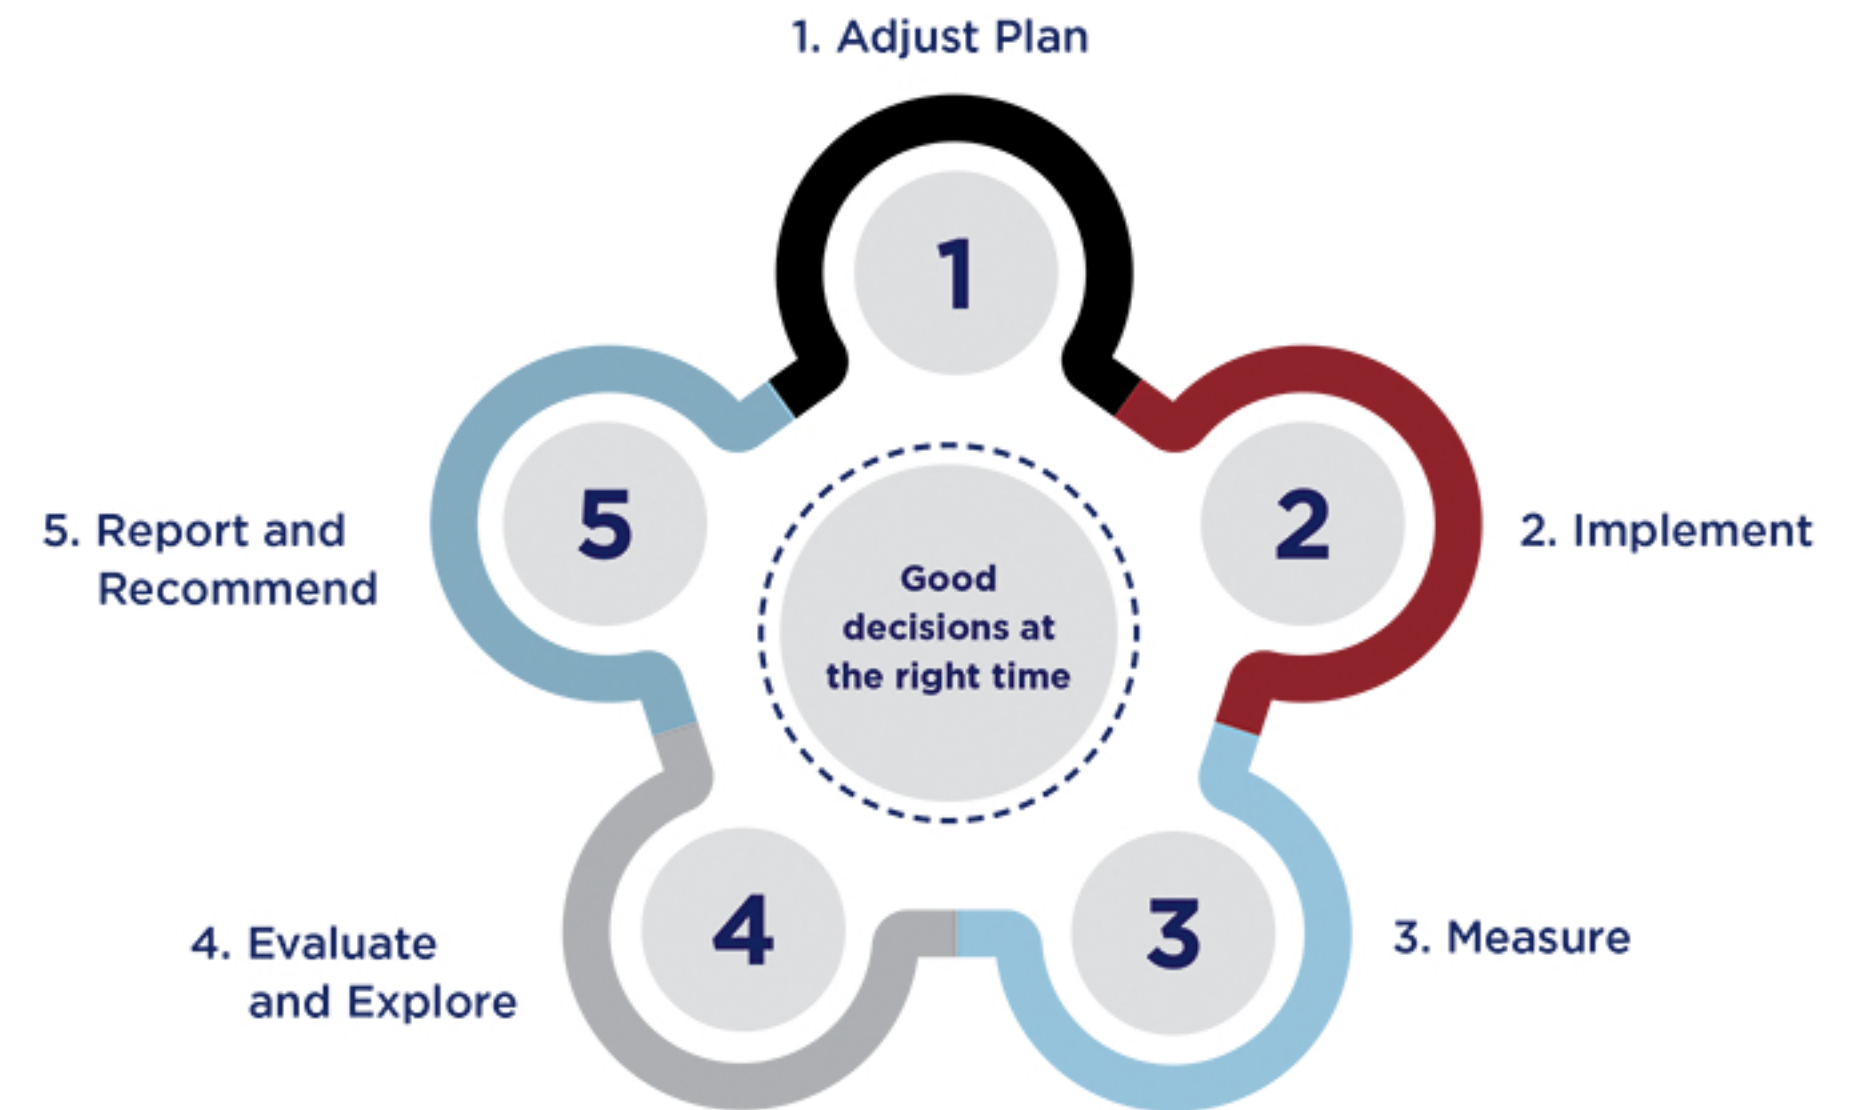 1. Adjust Plan
1
2
2. Implement
3
3. Measure
4
4. Evaluate
and Explore
5
5. Report and
Recommend
Good
decisions at
the right time